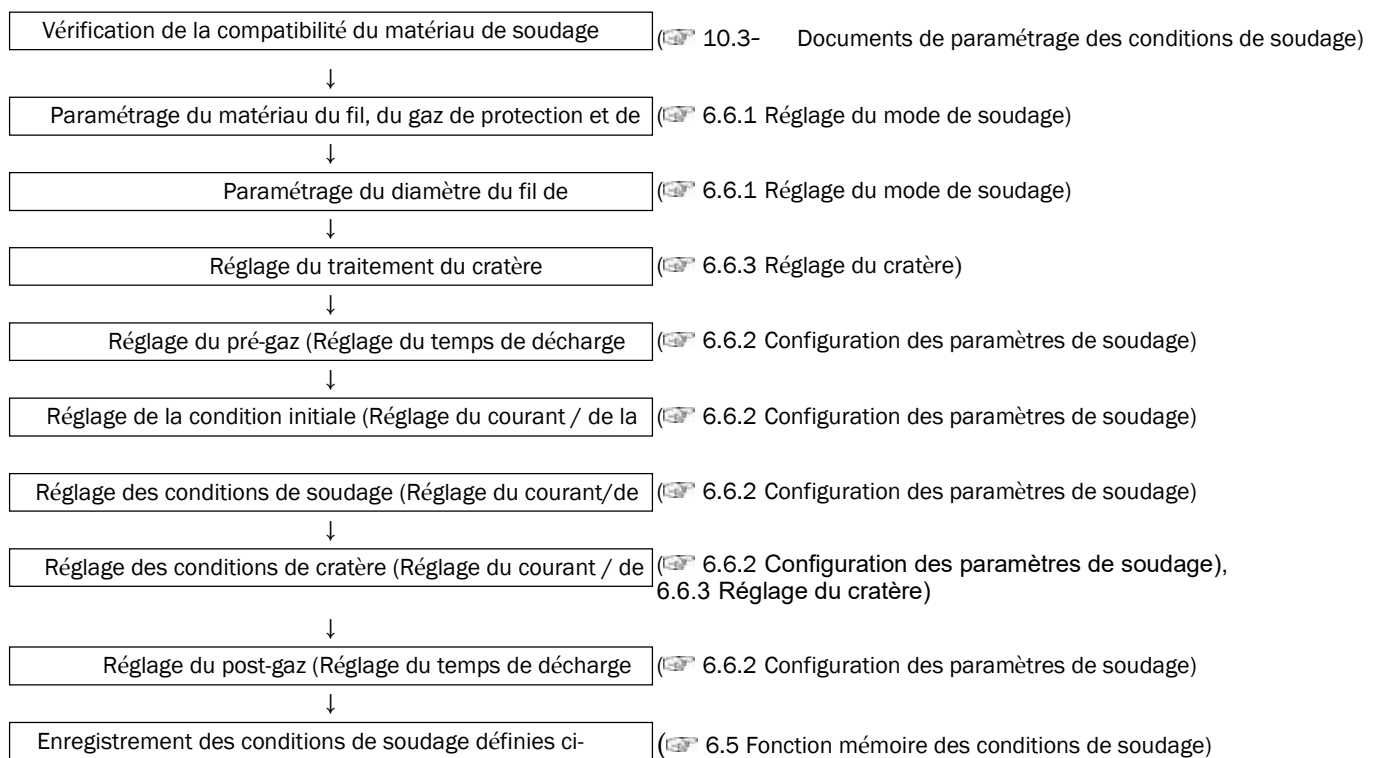 Vérification de la compatibilité du matériau de soudage (☞ 10.3- Documents de paramétrage des conditions de soudage)
↓
Paramétrage du matériau du fil, du gaz de protection et de (☞ 6.6.1 Réglage du mode de soudage)
↓
Paramétrage du diamètre du fil de (☞ 6.6.1 Réglage du mode de soudage)
↓
Réglage du traitement du cratère (☞ 6.6.3 Réglage du cratère)
↓
Réglage du pré-gaz (Réglage du temps de décharge (☞ 6.6.2 Configuration des paramètres de soudage)
↓
Réglage de la condition initiale (Réglage du courant / de la (☞ 6.6.2 Configuration des paramètres de soudage)
Réglage des conditions de soudage (Réglage du courant/de (☞ 6.6.2 Configuration des paramètres de soudage)
↓
Réglage des conditions de cratère (Réglage du courant / de (☞ 6.6.2 Configuration des paramètres de soudage),
6.6.3 Réglage du cratère)
↓
Réglage du post-gaz (Réglage du temps de décharge (☞ 6.6.2 Configuration des paramètres de soudage)
↓
Enregistrement des conditions de soudage définies ci- (☞ 6.5 Fonction mémoire des conditions de soudage)